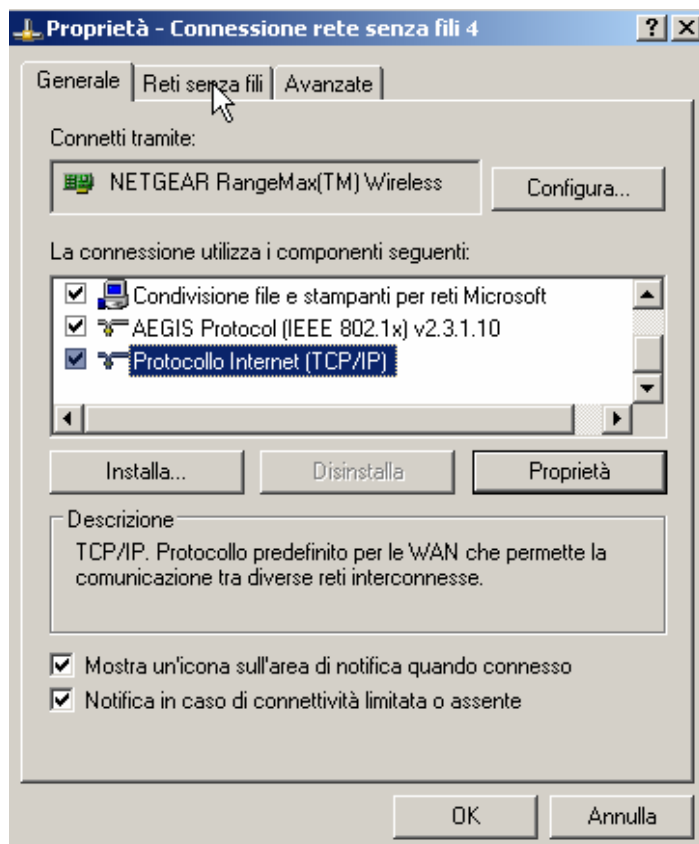 Proprietà - Connessione rete senza fili 4
Generale Reti senza fili Avanzate
Connetti tramite:
NETGEAR RangeMax(TM) Wireless Configura...
La connessione utilizza i componenti seguenti:
Condivisione file e stampanti per reti Microsoft
AEGIS Protocol (IEEE 802.1x) v2.3.1.10
Protocollo Internet (TCP/IP)
Installa... Disinstalla Proprietà
Descrizione
TCP/IP. Protocollo predefinito per le WAN che permette la
comunicazione tra diverse reti interconnesse.
Mostra un'icona sull'area di notifica quando connesso
Notifica in caso di connettività limitata o assente
OK Annulla